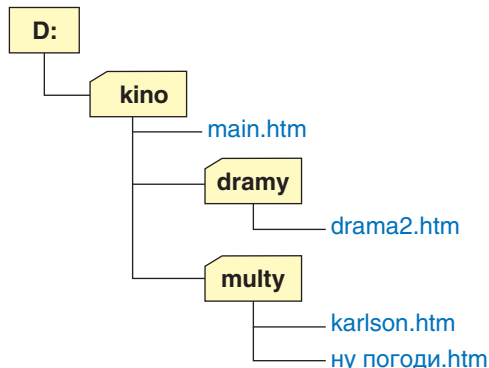 D:
kino
main.htm
dramy
drama2.htm
multy
karlson.htm
ну погоди.htm